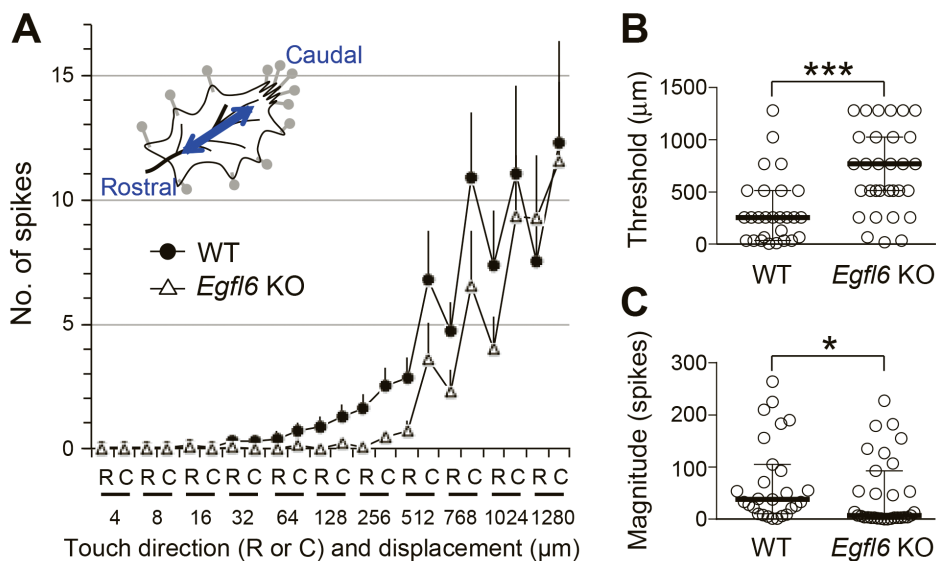 A
15
10
5
0
No. of spikes
Caudal
Rostral
WT
Egfl6 KO
R C R C R C R C R C R C R C R C R C R C R C
4 8 16 32 64 128 256 512 768 1024 1280
Touch direction (R or C) and displacement (μm)
B
***
1500
1000
500
0
Threshold (μm)
WT Egfl6 KO
C
*
300
200
100
0
Magnitude (spikes)
WT Egfl6 KO